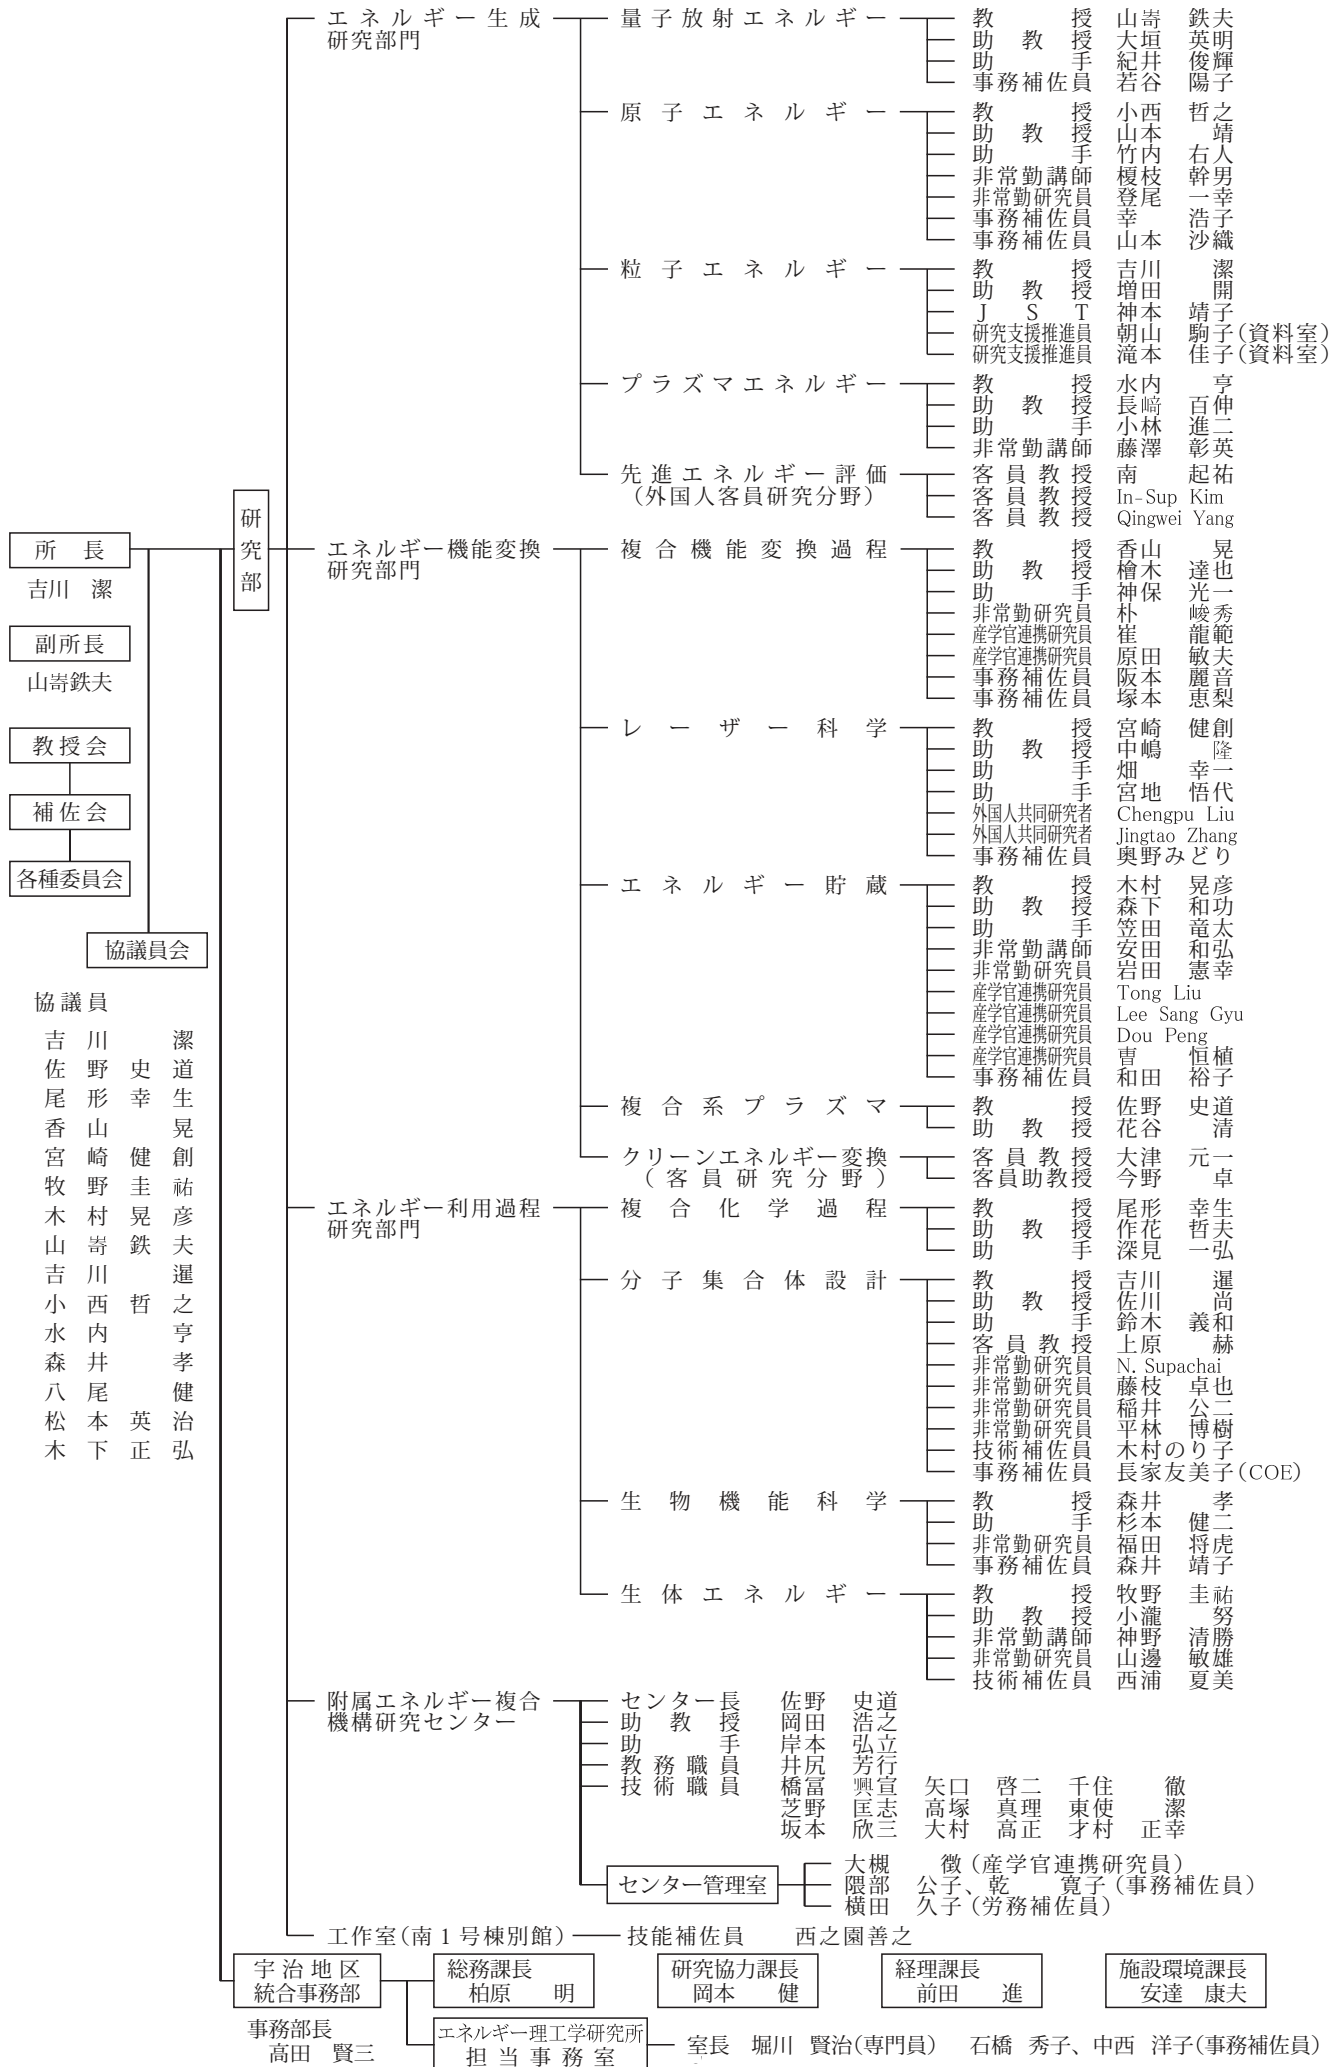 エネルギー生成
研究部門
量子放射エネルギー
教授 山嵜 鉄夫
助教授 大垣 英明
助手 紀井 俊輝
事務補佐員 若谷 陽子
原子エネルギー
教授 小西 哲之
助教授 山本 靖
助手 竹内 右人
非常勤講師 榎枝 幹男
非常勤研究員 登尾 一幸
事務補佐員 幸 浩子
事務補佐員 山本 沙織
粒子エネルギー
教授 吉川 潔
助教授 増田 開
JST 神本 靖子
研究支援推進員 朝山 駒子(資料室)
研究支援推進員 滝本 佳子(資料室)
プラズマエネルギー
教授 水内 亨
助教授 長﨑 百伸
助手 小林 進二
非常勤講師 藤澤 彰英
先進エネルギー評価
(外国人客員研究分野)
客員教授 南 起祐
客員教授 In-Sup Kim
客員教授 Qingwei Yang
研究部
所長
吉川 潔
副所長
山嵜鉄夫
教授会
補佐会
各種委員会
協議員会
協議員
吉川 潔
佐野史道
尾形幸生
香山 晃
宮崎健創
牧野圭祐
木村晃彦
山嵜鉄夫
吉川 暹
小西哲之
水内 亨
森井 孝
八尾 健
松本英治
木下正弘
エネルギー機能変換
研究部門
複合機能変換過程
教授 香山 晃
助教授 檜木 達也
助手 神保 光一
非常勤研究員 朴 峻秀
産学官連携研究員 崔 龍範
産学官連携研究員 原田 敏夫
事務補佐員 阪本 麗音
事務補佐員 塚本 恵梨
レーザー科学
教授 宮崎 健創
助教授 中嶋 隆
助手 畑 幸一
助手 宮地 悟代
外国人共同研究者 Chengpu Liu
外国人共同研究者 Jingtao Zhang
事務補佐員 奥野みどり
エネルギー貯蔵
教授 木村 晃彦
助教授 森下 和功
助手 笠田 竜太
非常勤講師 安田 和弘
非常勤研究員 岩田 憲幸
産学官連携研究員 Tong Liu
産学官連携研究員 Lee Sang Gyu
産学官連携研究員 Dou Peng
産学官連携研究員 恒植
事務補佐員 和田 裕子
複合系プラズマ
教授 佐野 史道
助教授 花谷 清
クリーンエネルギー変換
(客員研究分野)
客員教授 大津 元一
客員助教授 今野 卓
エネルギー利用過程
研究部門
複合化学過程
教授 尾形 幸生
助教授 作花 哲夫
助手 深見 一弘
分子集合体設計
教授 吉川 暹
助教授 佐川 尚
助手 鈴木 義和
客員教授 上原 赫
非常勤研究員 N. Supachai
非常勤研究員 藤枝 卓也
非常勤研究員 稲井 公二
非常勤研究員 平林 博樹
技術補佐員 木村のり子
事務補佐員 長家友美子(COE)
生物機能科学
教授 森井 孝
助手 杉本 健二
非常勤研究員 福田 将虎
事務補佐員 森井 靖子
生体エネルギー
教授 牧野 圭祐
助教授 小瀧 努
非常勤講師 神野 清勝
非常勤研究員 山邊 敏雄
技術補佐員 西浦 夏美
附属エネルギー複合
機構研究センター
センター長 佐野 史道
助教授 岡田 浩之
助手 岸本 弘立
教務職員 井尻 芳行
技術職員 橋冨 興宣 矢口 啓二 千住 徹
芝野 匡志 高塚 真理 東使 潔
坂本 欣三 大村 高正 才村 正幸
センター管理室
大槻 徴(産学官連携研究員)
隈部 公子、乾 寛子(事務補佐員)
横田 久子(労務補佐員)
工作室(南1号棟別館) 技能補佐員 西之園善之
宇治地区
統合事務部
事務部長
高田 賢三
総務課長
柏原 明
研究協力課長
岡本 健
経理課長
前田 進
施設環境課長
安達 康夫
エネルギー理工学研究所
担当事務室
室長 堀川 賢治(専門員) 石橋 秀子、中西 洋子(事務補佐員)